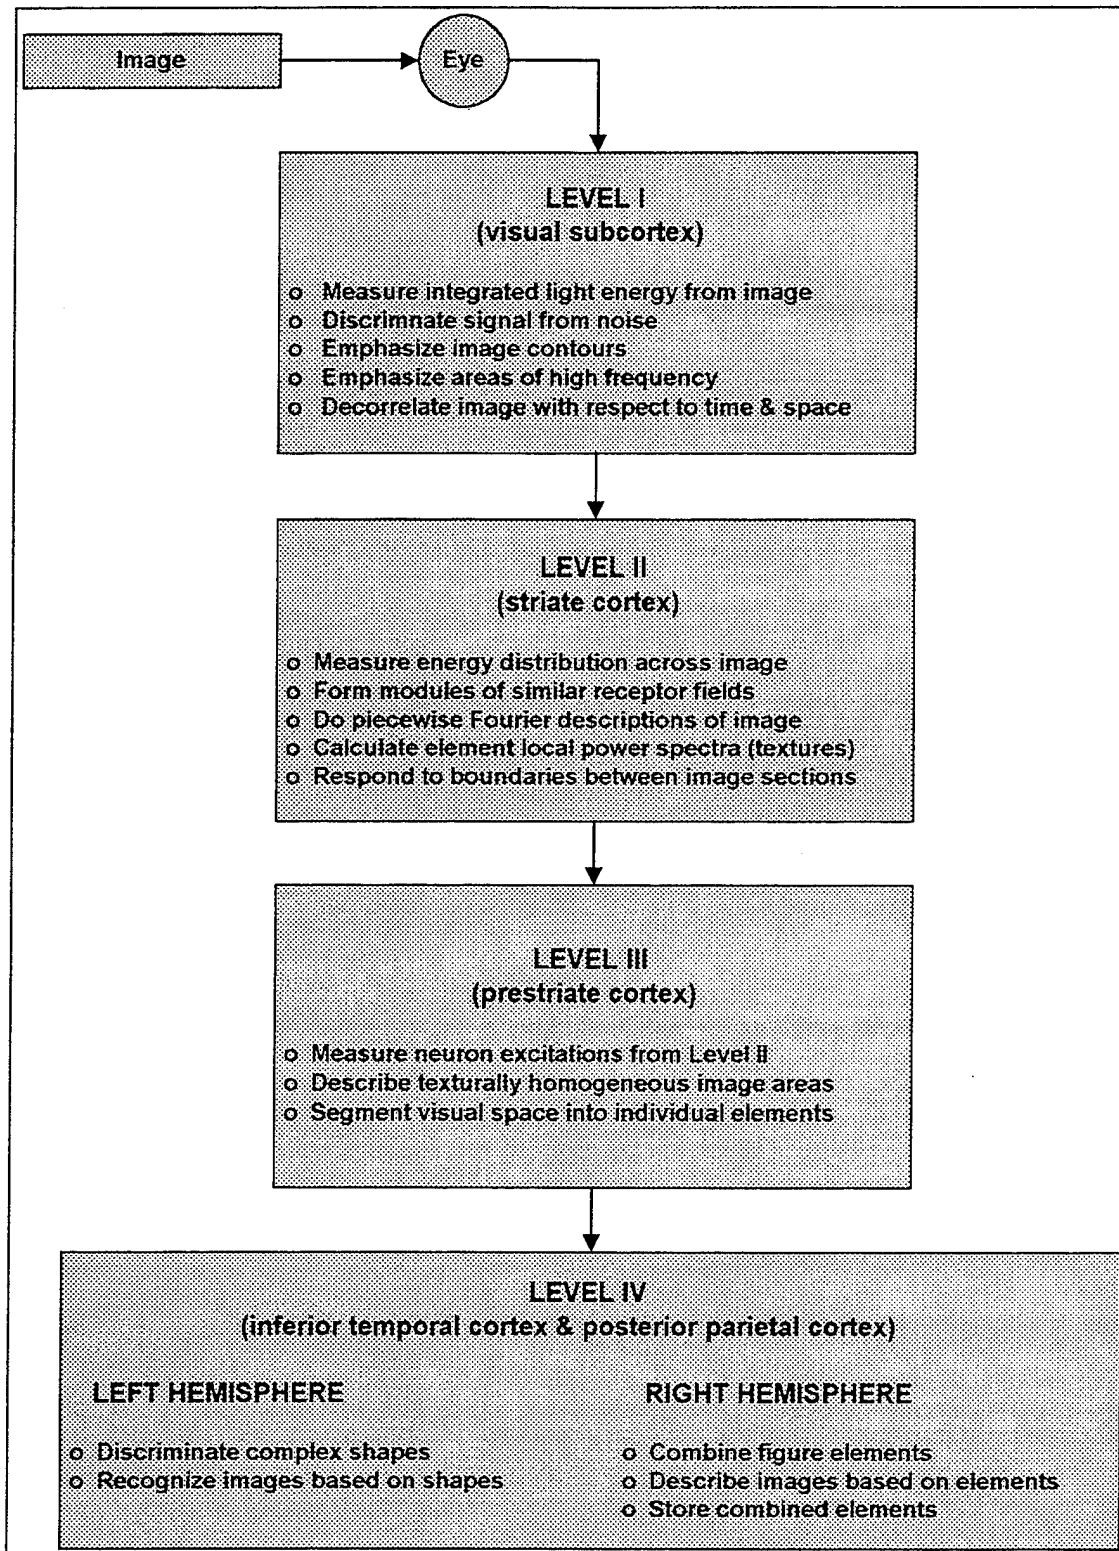 Image
Eye
LEVEL I
(visual subcortex)
o Measure integrated light energy from image
o Discrimnate signal from noise
o Emphasize image contours
o Emphasize areas of high frequency
o Decorrelate image with respect to time & space
LEVEL II
(striate cortex)
o Measure energy distribution across image
o Form modules of similar receptor fields
o Do piecewise Fourier descriptions of image
o Calculate element local power spectra (textures)
o Respond to boundaries between image sections
LEVEL III
(prestriate cortex)
o Measure neuron excitations from Level II
o Describe texturally homogeneous image areas
o Segment visual space into individual elements
LEVEL IV
(inferior temporal cortex & posterior parietal cortex)
LEFT HEMISPHERE
o Discriminate complex shapes
o Recognize images based on shapes
RIGHT HEMISPHERE
o Combine figure elements
o Describe images based on elements
o Store combined elements